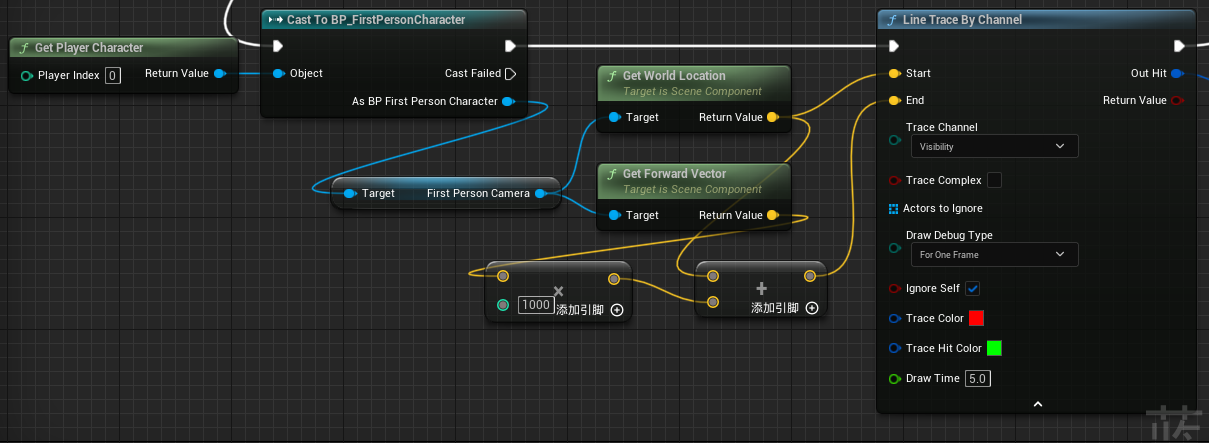 Get Player Character
Player Index 0
Return Value
Cast To BP_FirstPersonCharacter
Object
Cast Failed
As BP First Person Character
Target
First Person Camera
Get World Location
Target is Scene Component
Target
Return Value
Get Forward Vector
Target is Scene Component
Target
Return Value
×
1000
添加引脚
+
添加引脚
Line Trace By Channel
Start
Out Hit
End
Return Value
Trace Channel
Visibility
Trace Complex
Actors to Ignore
Draw Debug Type
For One Frame
Ignore Self
Trace Color
Trace Hit Color
Draw Time 5.0